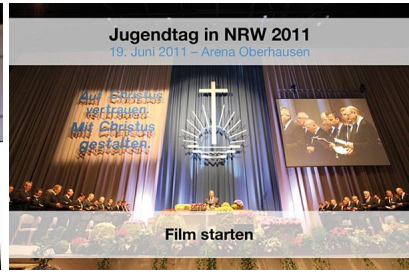 Jugendtag in NRW 2011
19. Juni 2011 – Arena Oberhausen
Auf Christus
vertrauen.
Mit Christus
gestalten.
Film starten